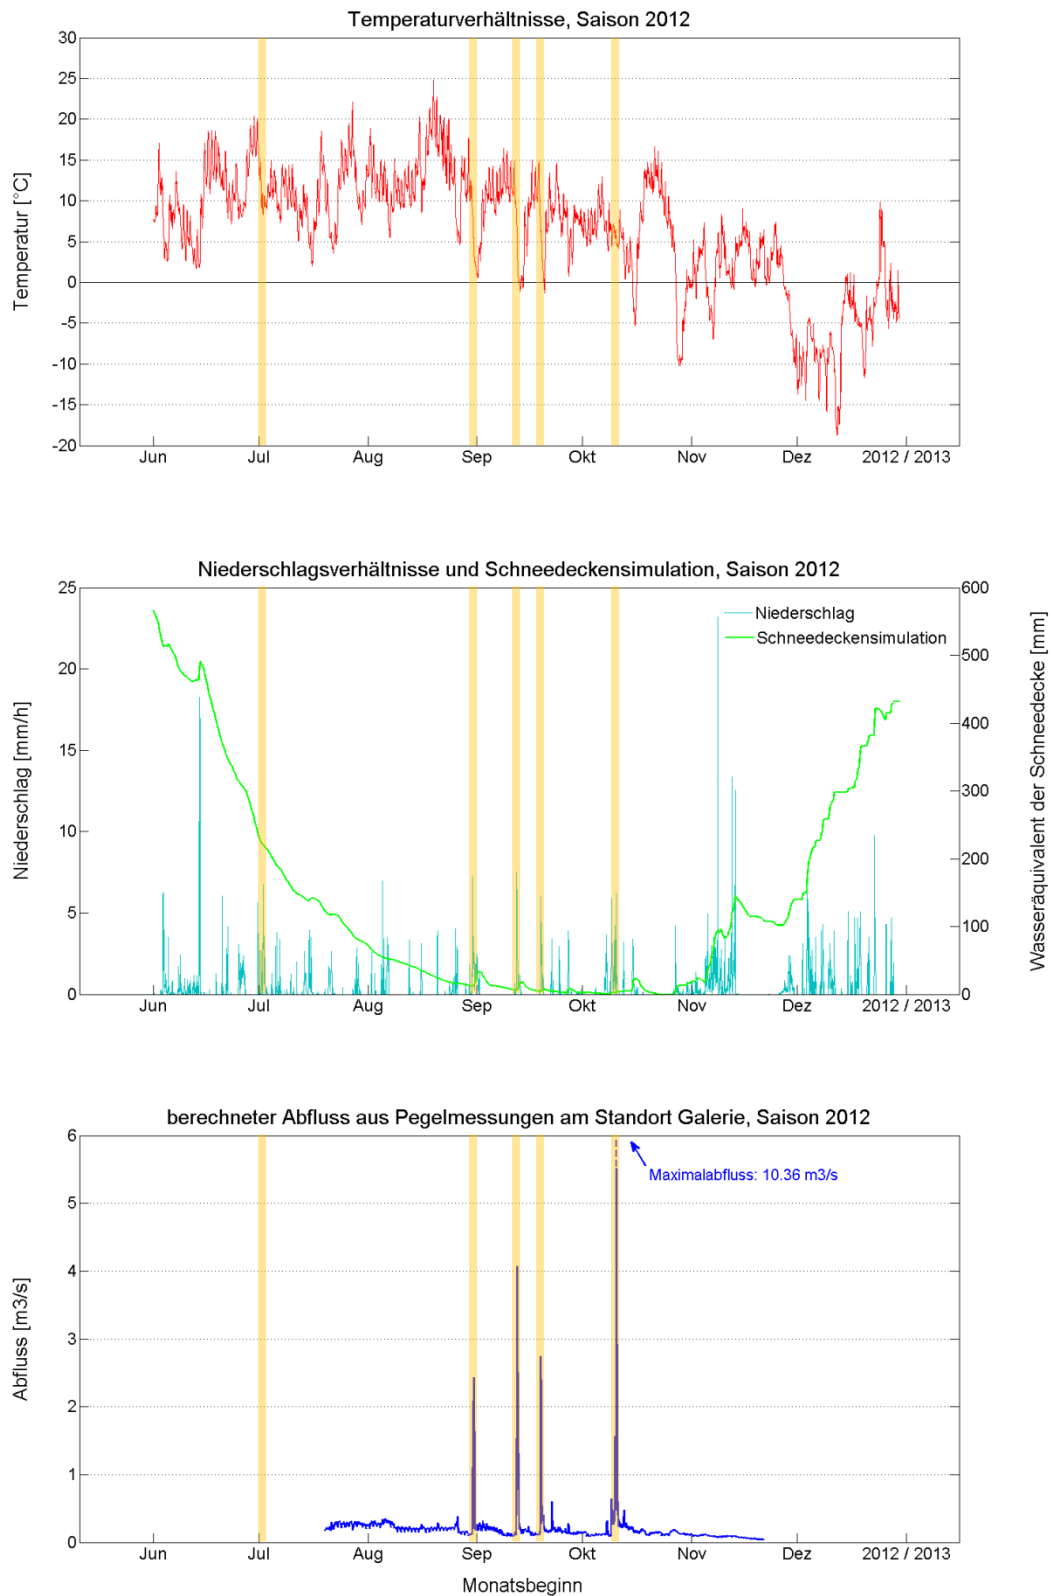 Temperaturverhältnisse, Saison 2012
Temperatur [°C]
30
25
20
15
10
5
0
-5
-10
-15
-20
Jun Jul Aug Sep Okt Nov Dez 2012 / 2013
Niederschlagsverhältnisse und Schneedeckensimulation, Saison 2012
Niederschlag [mm/h]
25
20
15
10
5
0
Niederschlag
Schneedeckensimulation
600
500
400
300
200
100
0
Wasseräquivalent der Schneedecke [mm]
Jun Jul Aug Sep Okt Nov Dez 2012 / 2013
berechneter Abfluss aus Pegelmessungen am Standort Galerie, Saison 2012
Abfluss [m3/s]
6
5
4
3
2
1
0
Maximalabfluss: 10.36 m3/s
Jun Jul Aug Sep Okt Nov Dez 2012 / 2013
Monatsbeginn